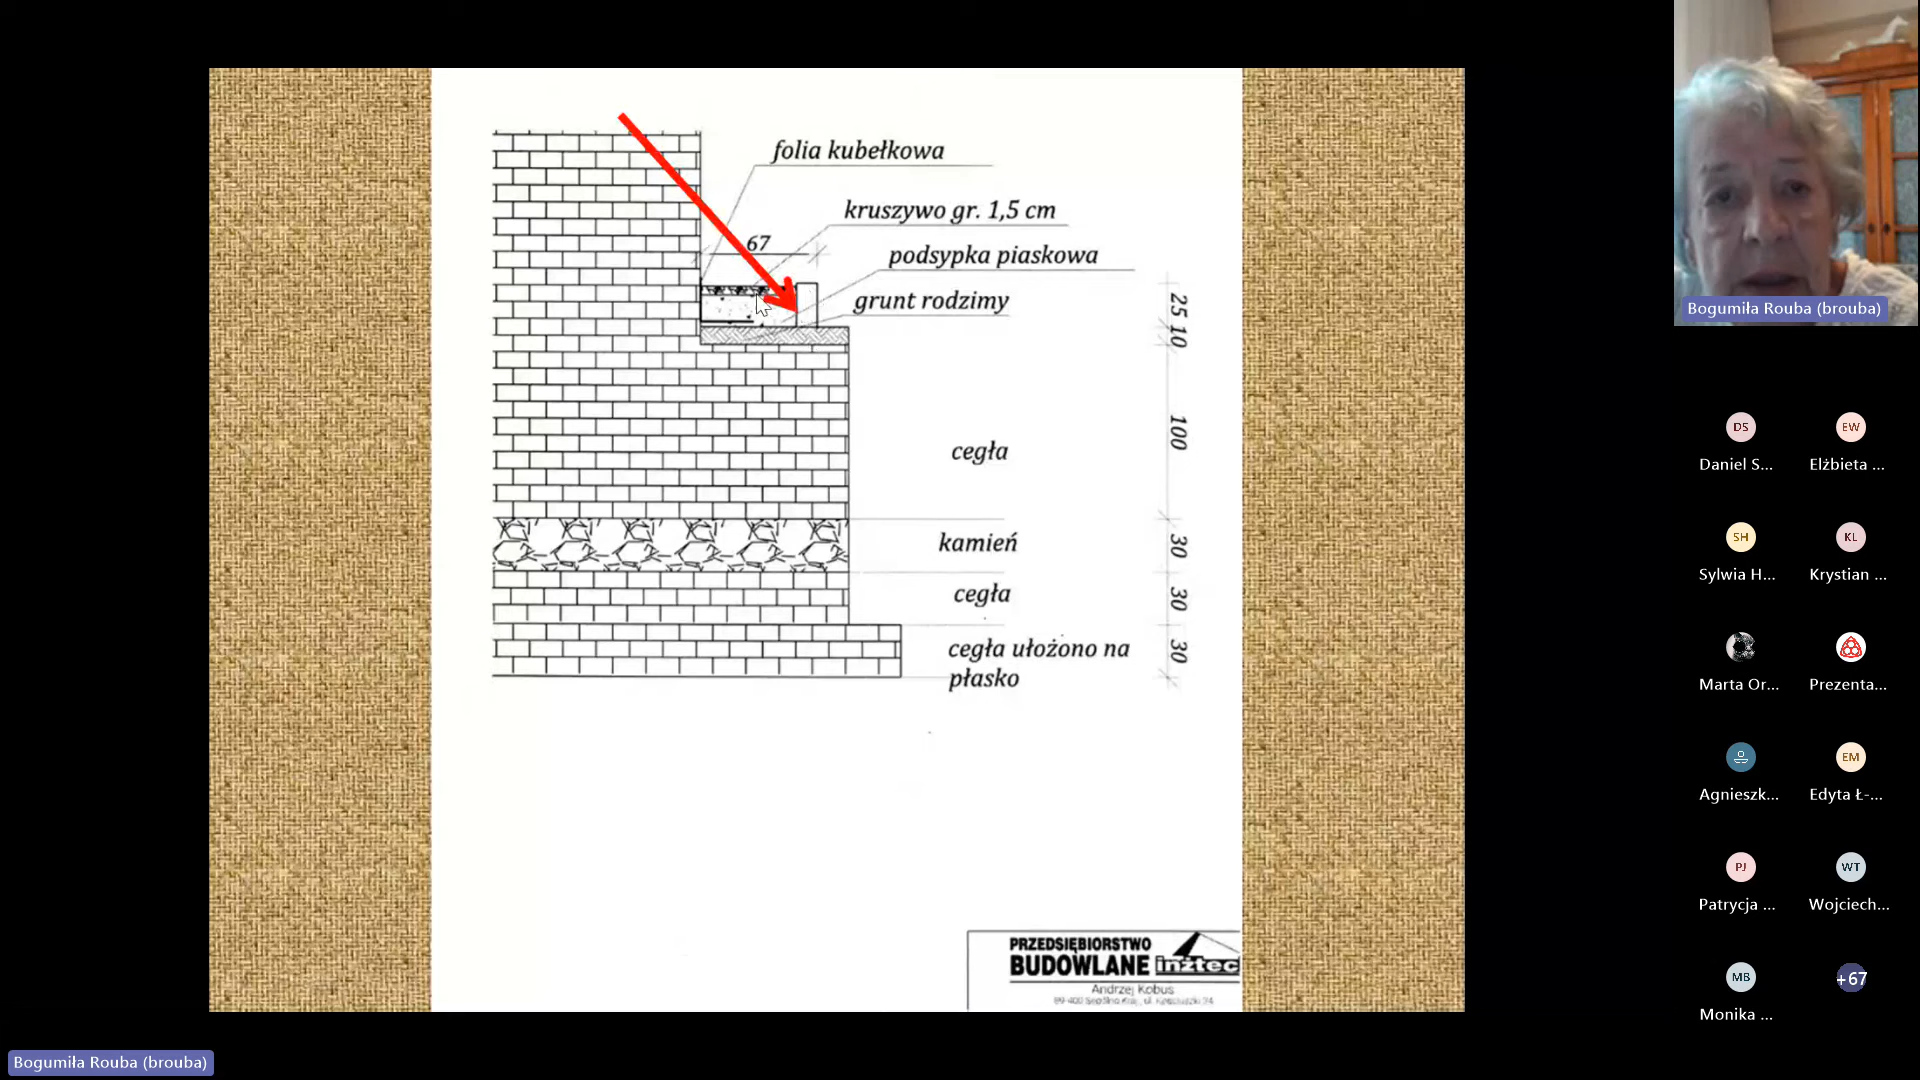 folia kubełkowa
kruszywo gr. 1,5 cm
67
podsypka piaskowa
grunt rodzimy
25
10
100
cegła
kamień
30
cegła
30
cegła ułożono na
płasko
30
PRZEDSIĘBIORSTWO
BUDOWLANE inżtec
Andrzej Kobus
Bogumiła Rouba (brouba)
DS
Daniel S...
EW
Elżbieta ...
SH
Sylwia H...
KL
Krystian ...
Marta Or...
Prezenta...
Agnieszk...
EM
Edyta Ł-...
PJ
Patrycja ...
WT
Wojciech...
MB
Monika ...
+67
Bogumiła Rouba (brouba)